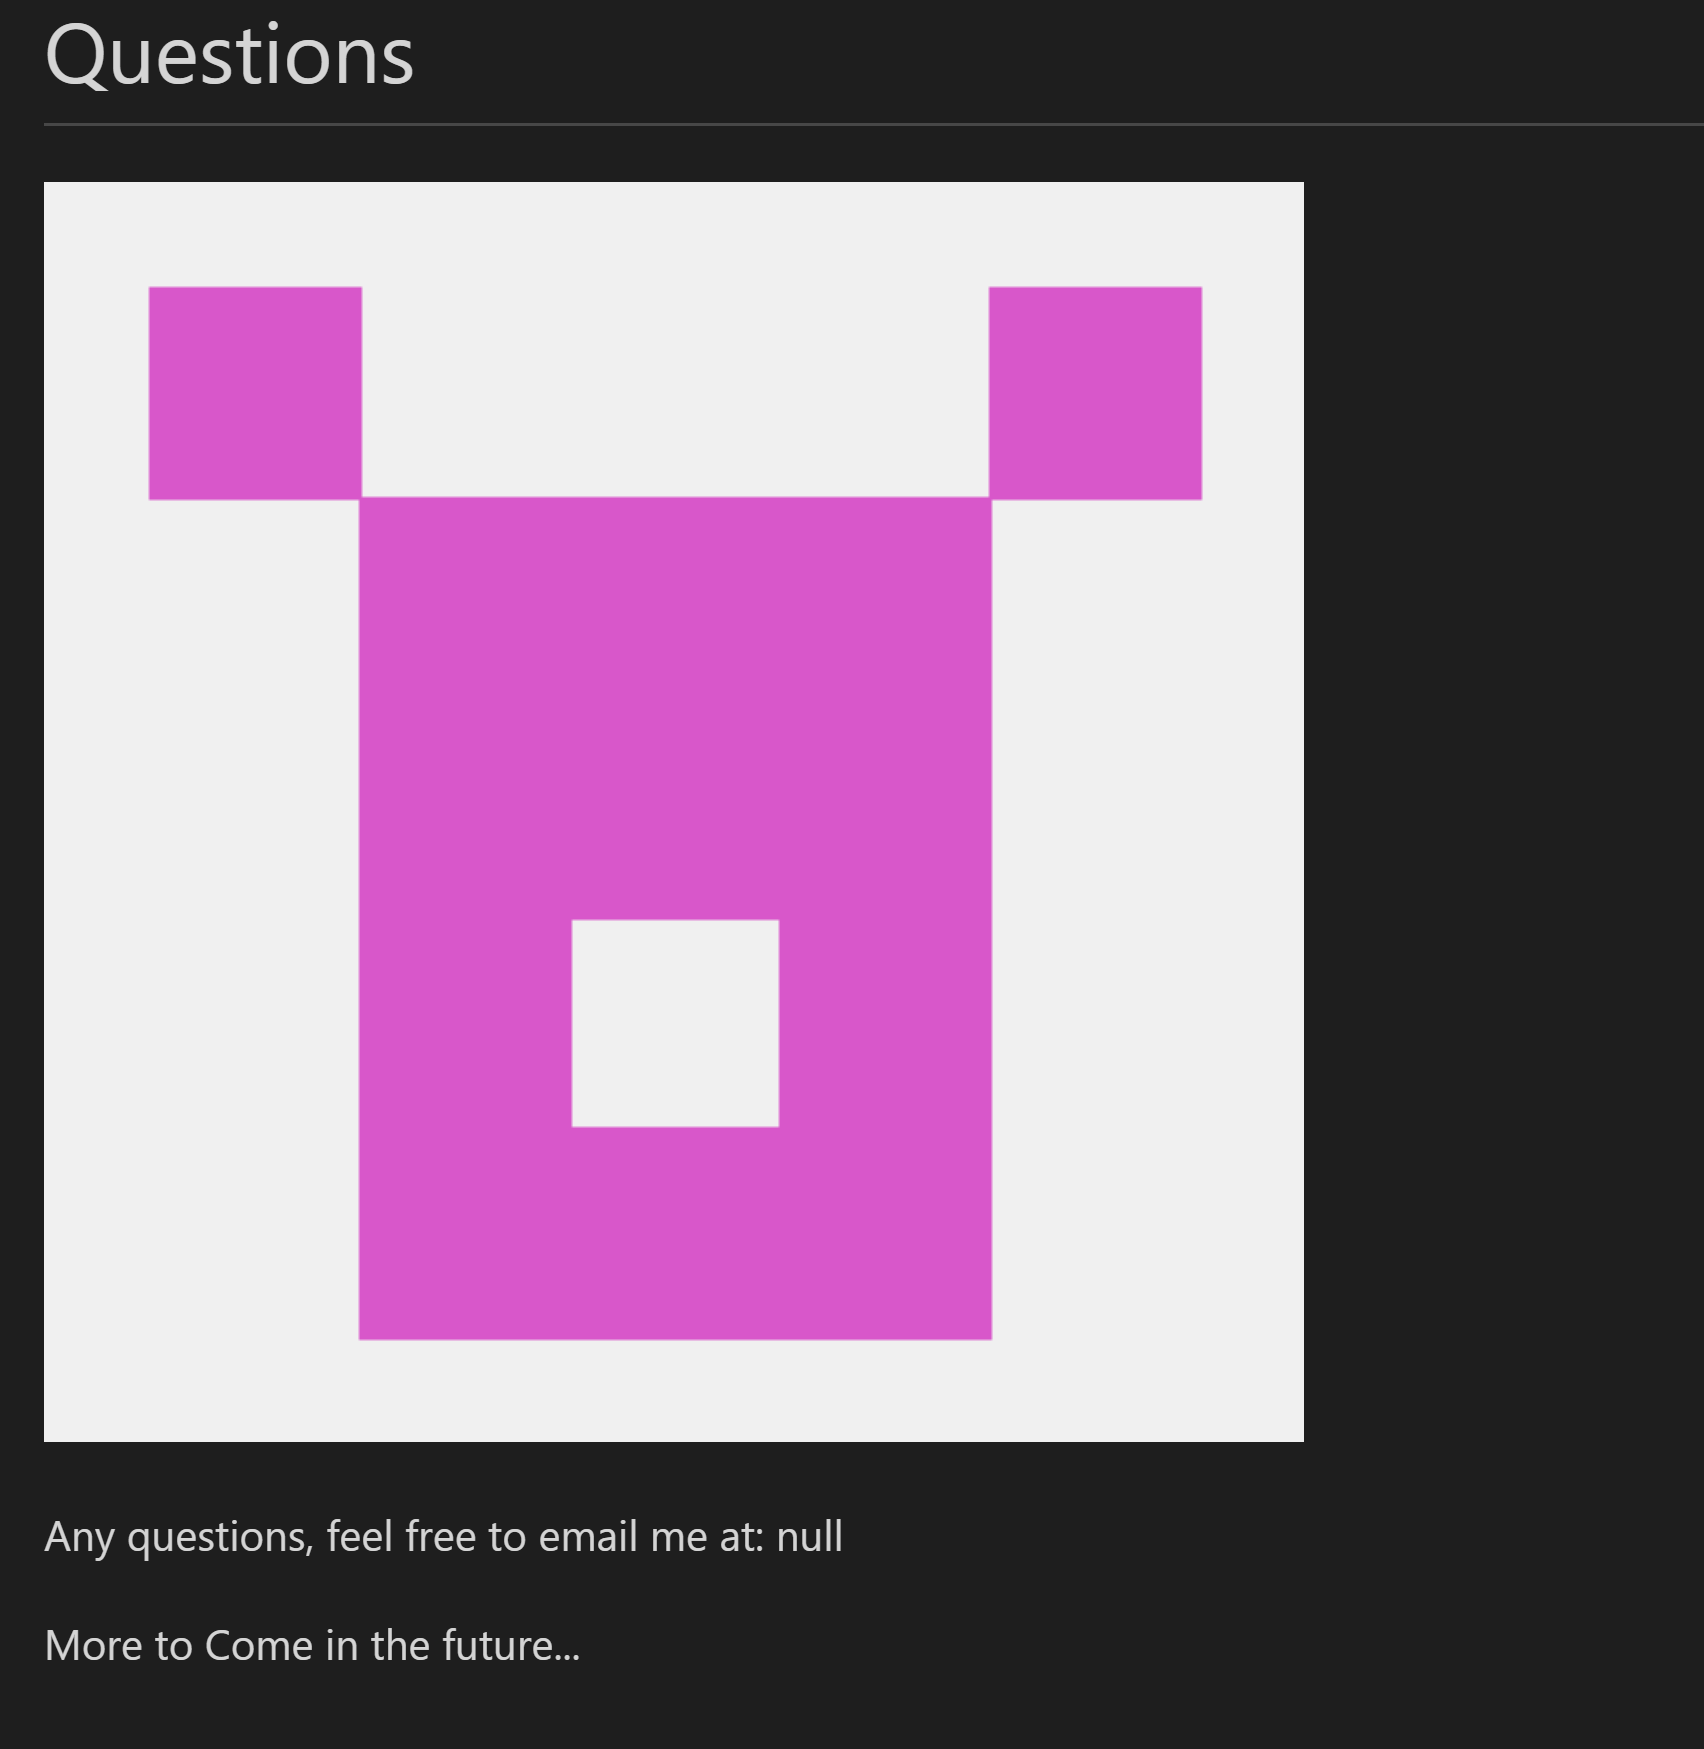 Questions
Any questions, feel free to email me at: null
More to Come in the future...